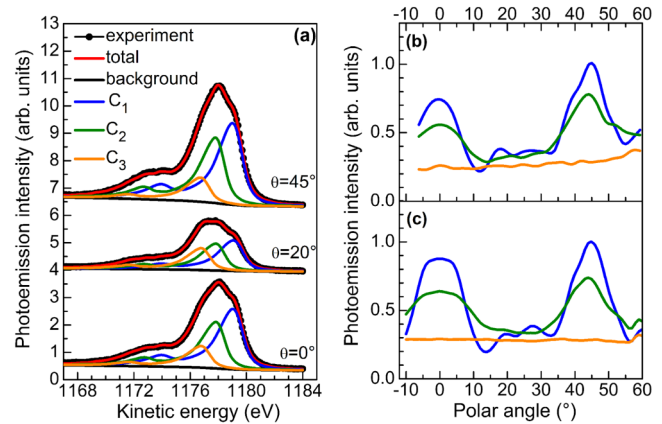 -10 0 10 20 30 40 50 60
13
12
11
10
9
8
7
6
5
4
3
2
1
0
experiment
total
background
C1
C2
C3
(a)
θ=45°
θ=20°
θ=0°
1168 1172 1176 1180 1184
Kinetic energy (eV)
Photoemission intensity (arb. units)
(b)
1.0
0.5
0.0
(c)
1.0
0.5
0.0
Photoemission intensity (arb. units)
-10 0 10 20 30 40 50 60
Polar angle (°)